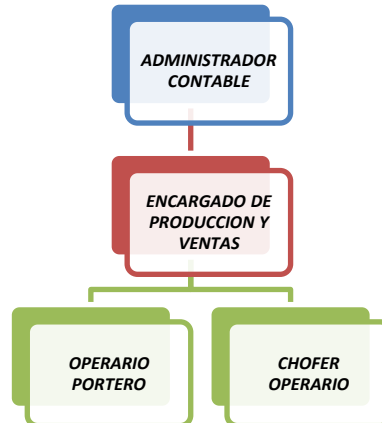 ADMINISTRADOR
CONTABLE
ENCARGADO DE
PRODUCCION Y
VENTAS
OPERARIO
PORTERO
CHOFER
OPERARIO